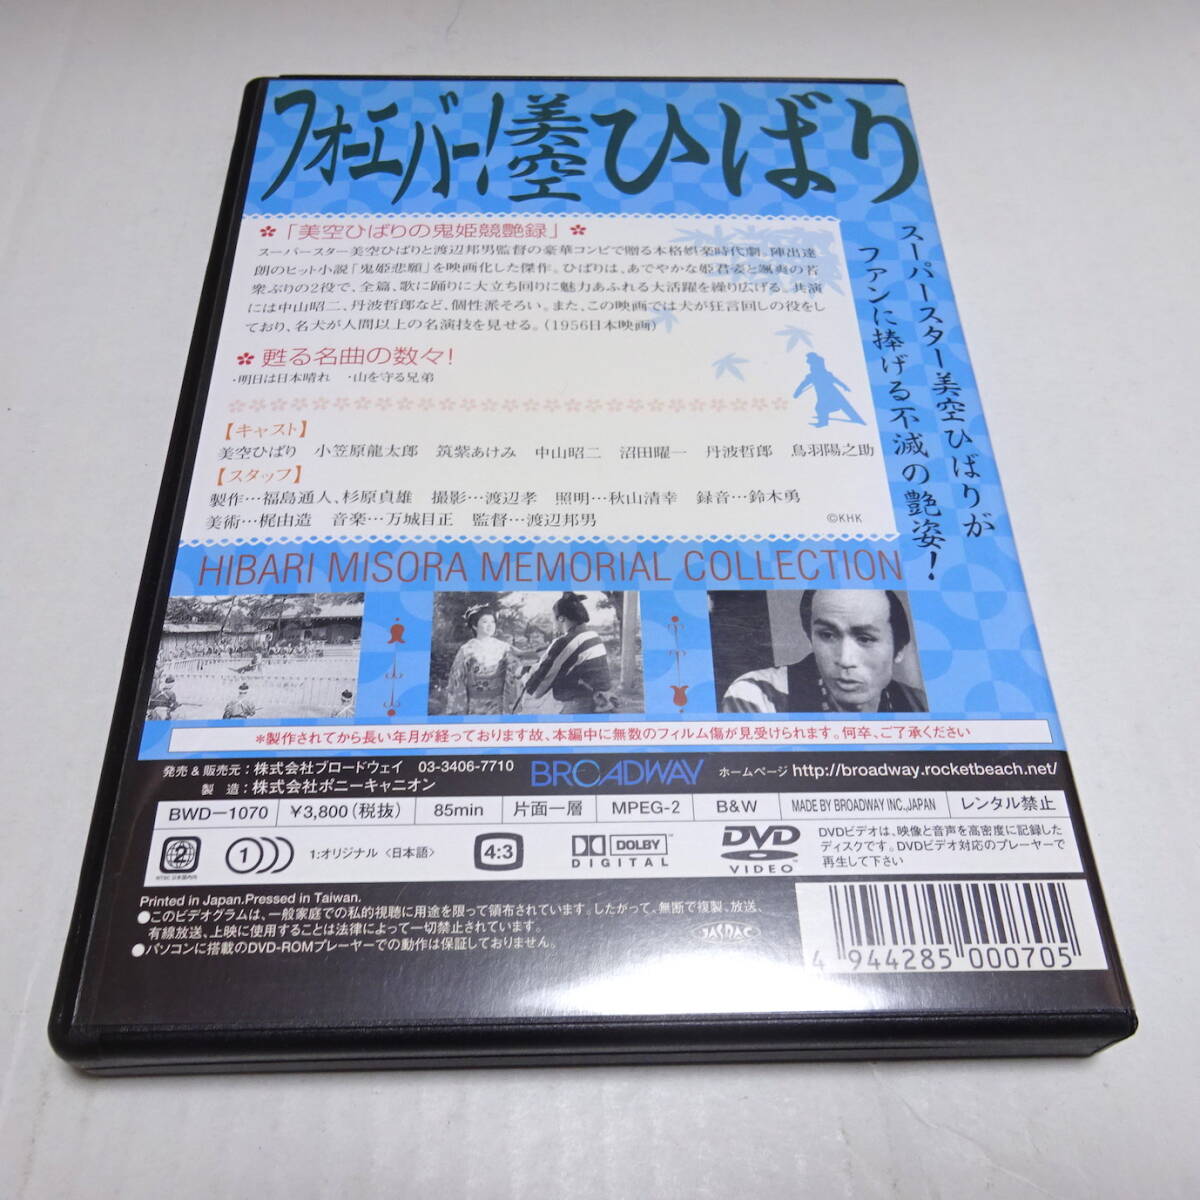 フォーエバー!美空ひばり
スーパースター美空ひばりが
ファンに捧げる不滅の艶姿!
「美空ひばりの鬼姫競艶録」
スーパースター美空ひばりと渡辺邦男監督の豪華コンビで贈る本格娯楽時代劇。陣出達
朗のヒット小説「鬼姫悲願」を映画化した傑作。ひばりは、あでやかな姫君姿と颯爽の若
衆ぶりの2役で、全篇、歌に踊りに大立ち回りに魅力あふれる大活躍を繰り広げる。共演
には中山昭二、丹波哲郎など、個性派そろい。また、この映画では犬が狂言回しの役をし
ており、名犬が人間以上の名演技を見せる。(1956日本映画)
甦る名曲の数々!
・明日は日本晴れ ・山を守る兄弟
【キャスト】
美空ひばり 小笠原龍太郎 筑紫あけみ 中山昭二 沼田曜一 丹波哲郎 鳥羽陽之助
【スタッフ】
製作…福島通人、杉原貞雄 撮影…渡辺孝 照明…秋山清幸 録音…鈴木勇
美術…梶由造 音楽…万城目正 監督…渡辺邦男
©KHK
HIBARI MISORA MEMORIAL COLLECTION
*製作されてから長い年月が経っております故、本編中に無数のフィルム傷が見受けられます。何卒、ご了承ください
発売&販売元:株式会社ブロードウェイ 03-3406-7710
製 造:株式会社ポニーキャニオン
BROADWAY
ホームページ http://broadway.rocketbeach.net/
BWD-1070 ¥3,800(税抜) 85min 片面一層 MPEG-2 B&W MADE BY BROADWAY INC.,JAPAN レンタル禁止
2
NTSC 日本国内向
1
1:オリジナル〈日本語〉
4:3
DOLBY
DIGITAL
DVD
VIDEO
DVDビデオは、映像と音声を高密度に記録した
ディスクです。DVDビデオ対応のプレーヤーで
再生して下さい
Printed in Japan.Pressed in Taiwan.
●このビデオグラムは、一般家庭での私的視聴に用途を限って頒布されています。したがって、無断で複製、放送、
有線放送、上映に使用することは法律によって一切禁止されています。
●パソコンに搭載のDVD-ROMプレーヤーでの動作は保証しておりません。
JASRAC
4 944285 000705